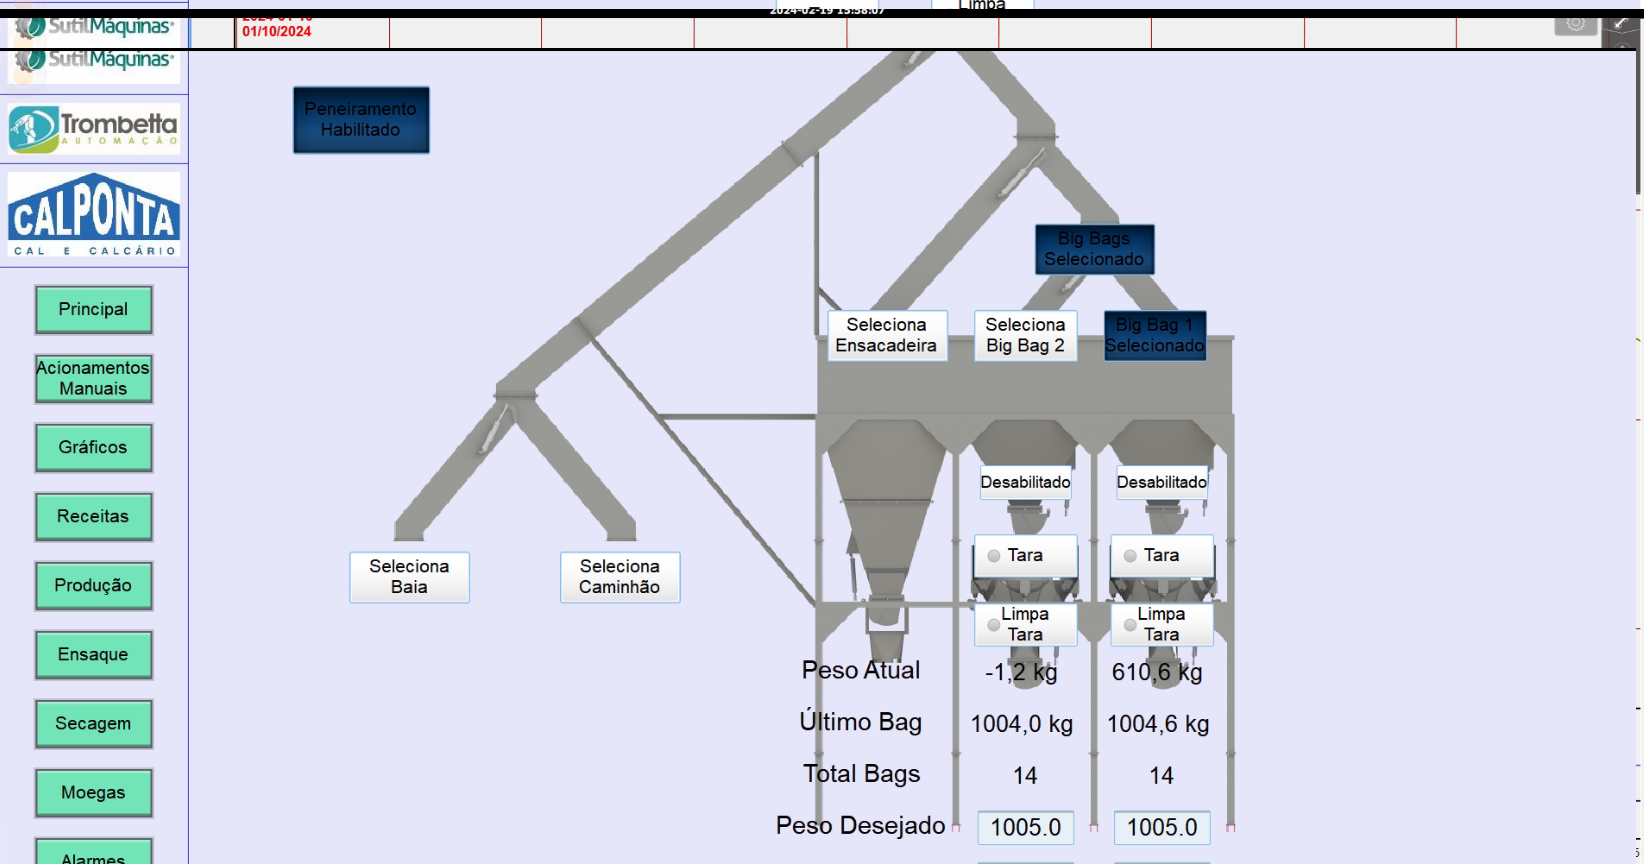 Limpa
2024-02-19 15:38:07
01/10/2024
SutilMáquinas
SutilMáquinas
Trombetta
AUTOMAÇÃO
CALPONTA
CAL E CALCÁRIO
Peneiramento
Habilitado
Principal
Acionamentos
Manuais
Gráficos
Receitas
Produção
Ensaque
Secagem
Moegas
Alarmes
Big Bags
Selecionado
Seleciona
Ensacadeira
Seleciona
Big Bag 2
Big Bag 1
Selecionado
Desabilitado
Desabilitado
Seleciona
Baia
Seleciona
Caminhão
Tara
Tara
Limpa
Tara
Limpa
Tara
Peso Atual -1,2 kg 610,6 kg
Último Bag 1004,0 kg 1004,6 kg
Total Bags 14 14
Peso Desejado 1005.0 1005.0